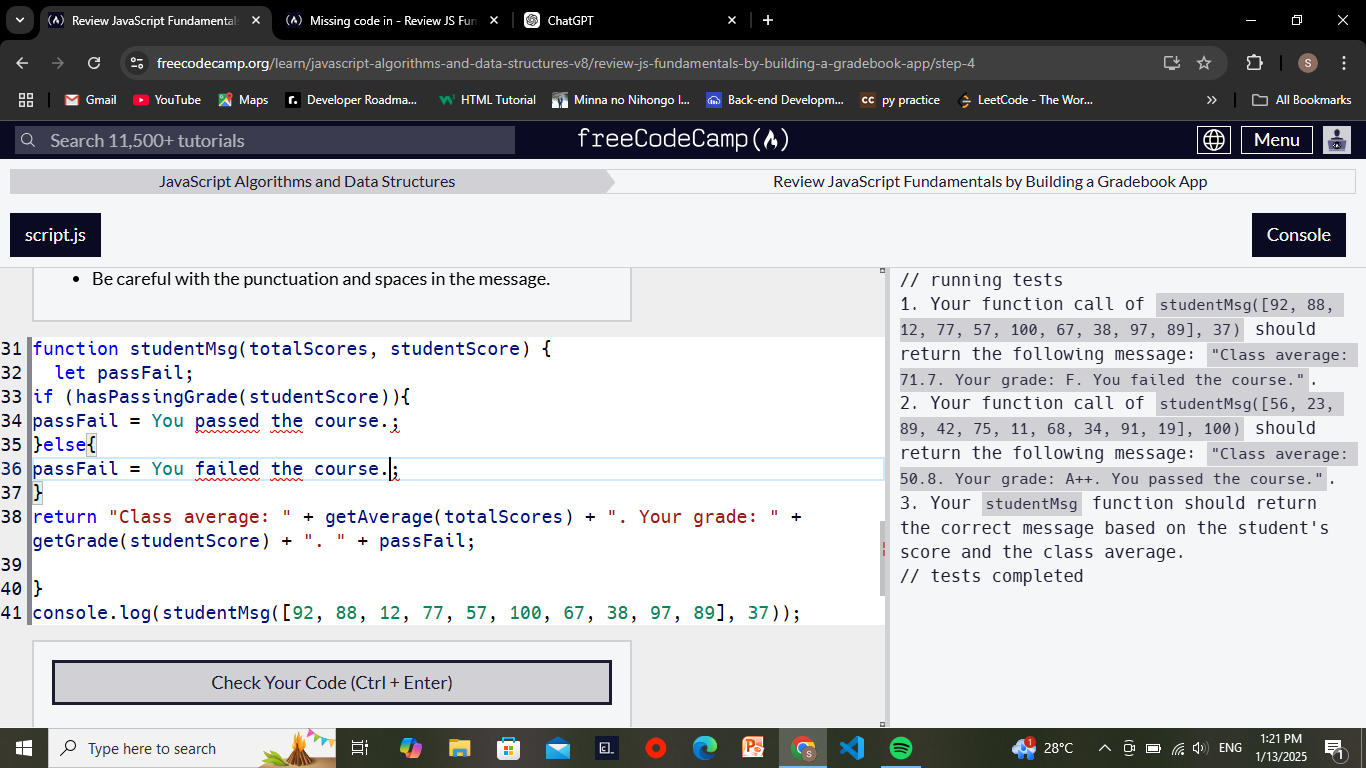 Review JavaScript Fundamentals
Missing code in - Review JS Fun
ChatGPT
freecodecamp.org/learn/javascript-algorithms-and-data-structures-v8/review-js-fundamentals-by-building-a-gradebook-app/step-4
S
Gmail
YouTube
Maps
Developer Roadma...
HTML Tutorial
Minna no Nihongo I...
Back-end Developm...
CC py practice
LeetCode - The Wor...
All Bookmarks
Search 11,500+ tutorials
freeCodeCamp
Menu
JavaScript Algorithms and Data Structures
Review JavaScript Fundamentals by Building a Gradebook App
script.js
Console
• Be careful with the punctuation and spaces in the message.
31 function studentMsg(totalScores, studentScore) {
32 let passFail;
33 if (hasPassingGrade(studentScore)){
34 passFail = You passed the course.;
35 }else{
36 passFail = You failed the course.;
37 }
38 return "Class average: " + getAverage(totalScores) + ". Your grade: " +
getGrade(studentScore) + ". " + passFail;
39
40 }
41 console.log(studentMsg([92, 88, 12, 77, 57, 100, 67, 38, 97, 89], 37));
Check Your Code (Ctrl + Enter)
// running tests
1. Your function call of studentMsg([92, 88,
12, 77, 57, 100, 67, 38, 97, 89], 37) should
return the following message: "Class average:
71.7. Your grade: F. You failed the course.".
2. Your function call of studentMsg([56, 23,
89, 42, 75, 11, 68, 34, 91, 19], 100) should
return the following message: "Class average:
50.8. Your grade: A++. You passed the course.".
3. Your studentMsg function should return
the correct message based on the student's
score and the class average.
// tests completed
Type here to search
28°C
ENG
1:21 PM
1/13/2025
1